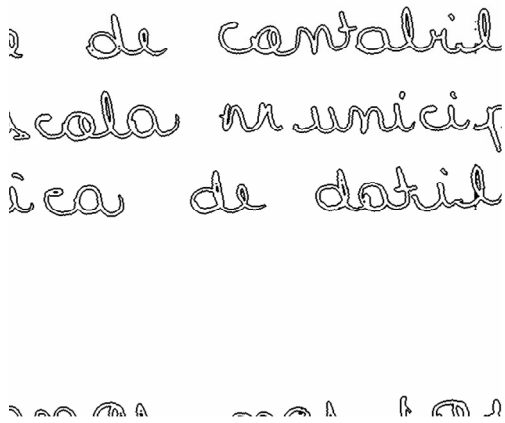 e de contabil
scola municip
ica de datil